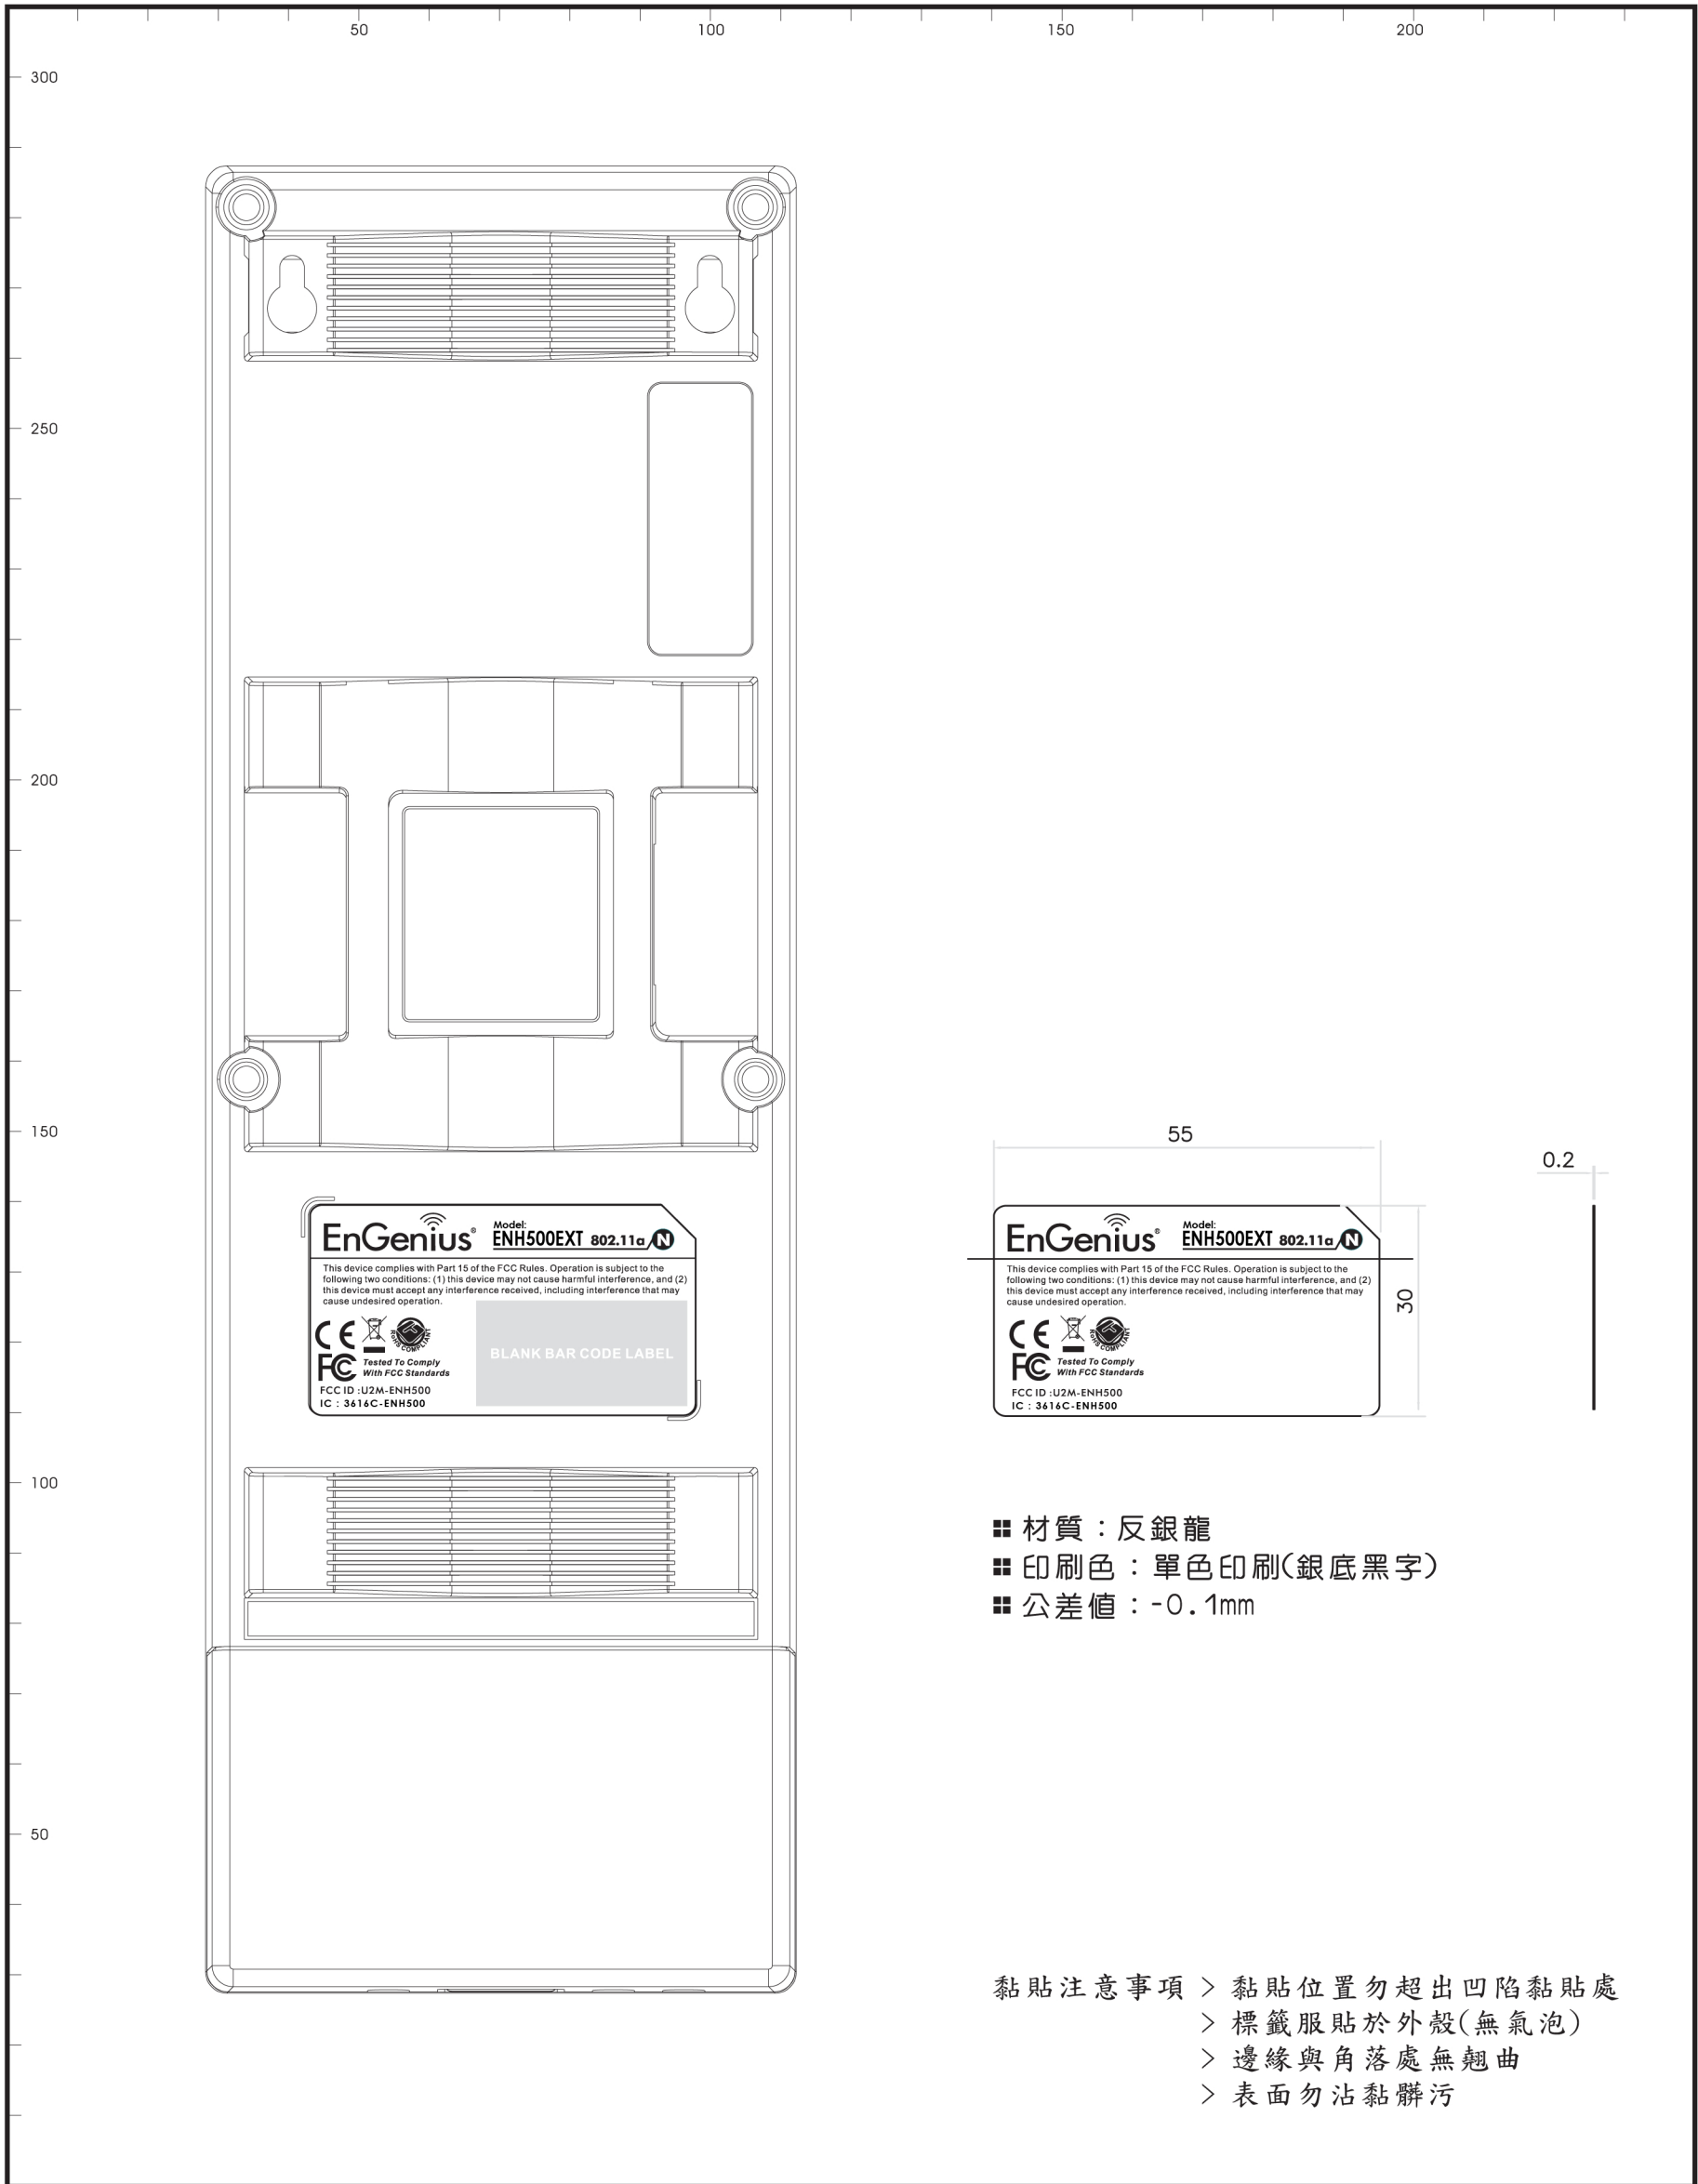 50 100 150 200
300
250
200
150
100
50
EnGenius®
Model:
ENH500EXT 802.11a/N
This device complies with Part 15 of the FCC Rules. Operation is subject to the
following two conditions: (1) this device may not cause harmful interference, and (2)
this device must accept any interference received, including interference that may
cause undesired operation.
CE
RoHS COMPLIANT
BLANK BAR CODE LABEL
FC Tested To Comply
With FCC Standards
FCC ID :U2M-ENH500
IC : 3616C-ENH500
55
0.2
30
EnGenius®
Model:
ENH500EXT 802.11a/N
This device complies with Part 15 of the FCC Rules. Operation is subject to the
following two conditions: (1) this device may not cause harmful interference, and (2)
this device must accept any interference received, including interference that may
cause undesired operation.
CE
RoHS COMPLIANT
FC Tested To Comply
With FCC Standards
FCC ID :U2M-ENH500
IC : 3616C-ENH500
材質：反銀龍
印刷色：單色印刷(銀底黑字)
公差值：-0.1mm
黏貼注意事項 > 黏貼位置勿超出凹陷黏貼處
> 標籤服貼於外殼(無氣泡)
> 邊緣與角落處無翹曲
> 表面勿沾黏髒污